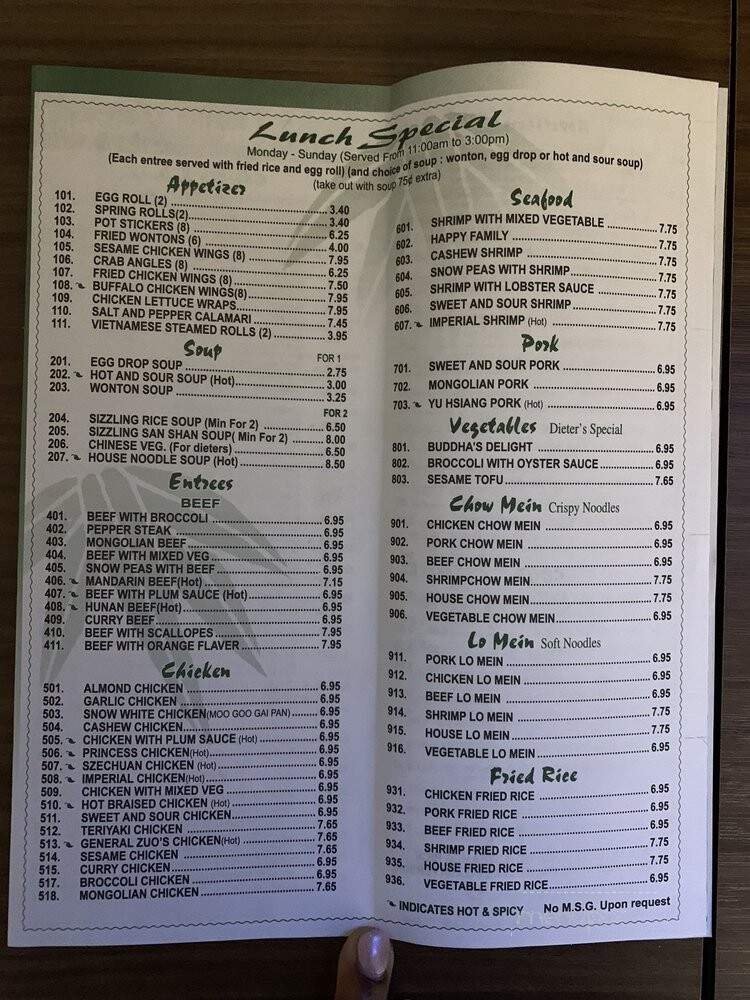 Lunch Special
Monday - Sunday (Served From 11:00am to 3:00pm)
(Each entree served with fried rice and egg roll) (and choice of soup : wonton, egg drop or hot and sour soup)
(take out with soup 75¢ extra)
Appetizer
101. EGG ROLL (2) 3.40
102. SPRING ROLLS(2) 3.40
103. POT STICKERS (8) 6.25
104. FRIED WONTONS (6) 4.00
105. SESAME CHICKEN WINGS (8) 7.95
106. CRAB ANGLES (8) 6.25
107. FRIED CHICKEN WINGS (8) 7.50
108. BUFFALO CHICKEN WINGS(8) 7.95
109. CHICKEN LETTUCE WRAPS 7.95
110. SALT AND PEPPER CALAMARI 7.45
111. VIETNAMESE STEAMED ROLLS (2) 3.95
Soup
FOR 1
201. EGG DROP SOUP 2.75
202. HOT AND SOUR SOUP (Hot) 3.00
203. WONTON SOUP 3.25
FOR 2
204. SIZZLING RICE SOUP (Min For 2) 6.50
205. SIZZLING SAN SHAN SOUP( Min For 2) 8.00
206. CHINESE VEG. (For dieters) 6.50
207. HOUSE NOODLE SOUP (Hot) 8.50
Entrees
BEEF
401. BEEF WITH BROCCOLI 6.95
402. PEPPER STEAK 6.95
403. MONGOLIAN BEEF 6.95
404. BEEF WITH MIXED VEG 6.95
405. SNOW PEAS WITH BEEF 6.95
406. MANDARIN BEEF(Hot) 7.15
407. BEEF WITH PLUM SAUCE (Hot) 6.95
408. HUNAN BEEF(Hot) 6.95
409. CURRY BEEF 6.95
410. BEEF WITH SCALLOPES 7.95
411. BEEF WITH ORANGE FLAVER 7.95
Chicken
501. ALMOND CHICKEN 6.95
502. GARLIC CHICKEN 6.95
503. SNOW WHITE CHICKEN(MOO GOO GAI PAN) 6.95
504. CASHEW CHICKEN 6.95
505. CHICKEN WITH PLUM SAUCE (Hot) 6.95
506. PRINCESS CHICKEN(Hot) 6.95
507. SZECHUAN CHICKEN (Hot) 6.95
508. IMPERIAL CHICKEN(Hot) 6.95
509. CHICKEN WITH MIXED VEG 6.95
510. HOT BRAISED CHICKEN (Hot) 6.95
511. SWEET AND SOUR CHICKEN 6.95
512. TERIYAKI CHICKEN 7.65
513. GENERAL ZUO'S CHICKEN(Hot) 7.65
514. SESAME CHICKEN 7.65
515. CURRY CHICKEN 6.95
517. BROCCOLI CHICKEN 6.95
518. MONGOLIAN CHICKEN 7.65
Seafood
601. SHRIMP WITH MIXED VEGETABLE 7.75
602. HAPPY FAMILY 7.75
603. CASHEW SHRIMP 7.75
604. SNOW PEAS WITH SHRIMP 7.75
605. SHRIMP WITH LOBSTER SAUCE 7.75
606. SWEET AND SOUR SHRIMP 7.75
607. IMPERIAL SHRIMP (Hot) 7.75
Pork
701. SWEET AND SOUR PORK 6.95
702. MONGOLIAN PORK 6.95
703. YU HSIANG PORK (Hot) 6.95
Vegetables Dieter's Special
801. BUDDHA'S DELIGHT 6.95
802. BROCCOLI WITH OYSTER SAUCE 6.95
803. SESAME TOFU 7.65
Chow Mein Crispy Noodles
901. CHICKEN CHOW MEIN 6.95
902. PORK CHOW MEIN 6.95
903. BEEF CHOW MEIN 6.95
904. SHRIMPCHOW MEIN 7.75
905. HOUSE CHOW MEIN 7.75
906. VEGETABLE CHOW MEIN 6.95
Lo Mein Soft Noodles
911. PORK LO MEIN 6.95
912. CHICKEN LO MEIN 6.95
913. BEEF LO MEIN 6.95
914. SHRIMP LO MEIN 7.75
915. HOUSE LO MEIN 7.75
916. VEGETABLE LO MEIN 6.95
Fried Rice
931. CHICKEN FRIED RICE 6.95
932. PORK FRIED RICE 6.95
933. BEEF FRIED RICE 6.95
934. SHRIMP FRIED RICE 7.75
935. HOUSE FRIED RICE 7.75
936. VEGETABLE FRIED RICE 6.95
INDICATES HOT & SPICY No M.S.G. Upon request